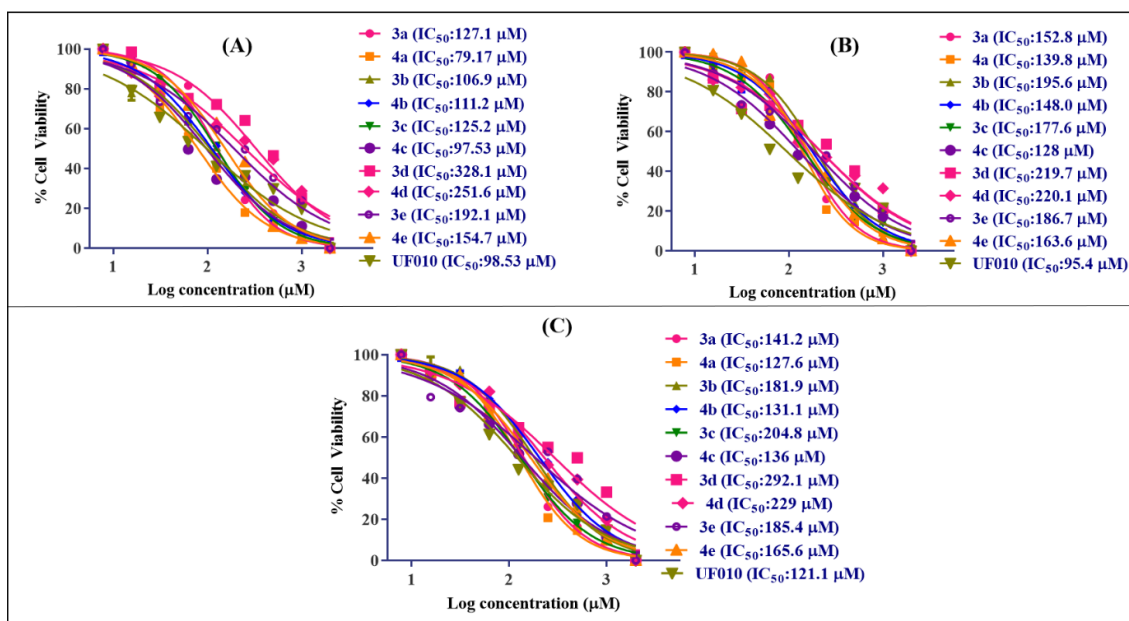 (A)
% Cell Viability
100
80
60
40
20
0
1
2
3
Log concentration (μM)
3a (IC50:127.1 μM)
4a (IC50:79.17 μM)
3b (IC50:106.9 μM)
4b (IC50:111.2 μM)
3c (IC50:125.2 μM)
4c (IC50:97.53 μM)
3d (IC50:328.1 μM)
4d (IC50:251.6 μM)
3e (IC50:192.1 μM)
4e (IC50:154.7 μM)
UF010 (IC50:98.53 μM)
(B)
% Cell Viability
100
80
60
40
20
0
1
2
3
Log concentration (μM)
3a (IC50:152.8 μM)
4a (IC50:139.8 μM)
3b (IC50:195.6 μM)
4b (IC50:148.0 μM)
3c (IC50:177.6 μM)
4c (IC50:128 μM)
3d (IC50:219.7 μM)
4d (IC50:220.1 μM)
3e (IC50:186.7 μM)
4e (IC50:163.6 μM)
UF010 (IC50:95.4 μM)
(C)
% Cell Viability
100
80
60
40
20
0
1
2
3
Log concentration (μM)
3a (IC50:141.2 μM)
4a (IC50:127.6 μM)
3b (IC50:181.9 μM)
4b (IC50:131.1 μM)
3c (IC50:204.8 μM)
4c (IC50:136 μM)
3d (IC50:292.1 μM)
4d (IC50:229 μM)
3e (IC50:185.4 μM)
4e (IC50:165.6 μM)
UF010 (IC50:121.1 μM)